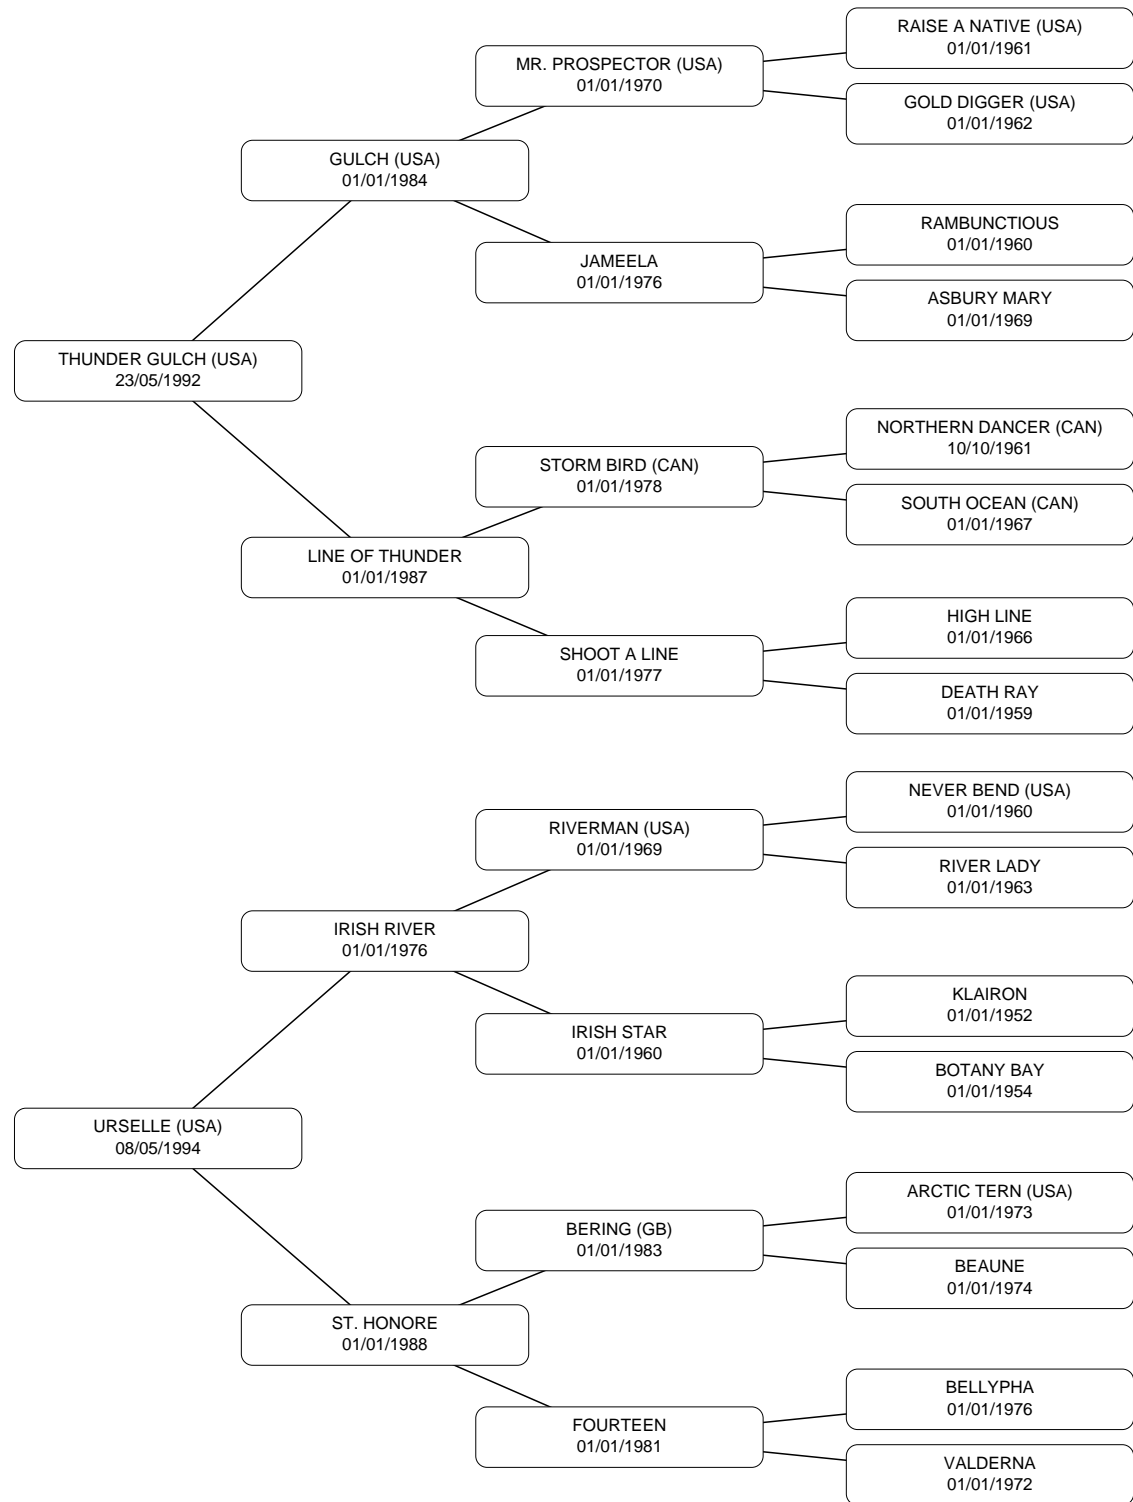 RAISE A NATIVE (USA)
01/01/1961
MR. PROSPECTOR (USA)
01/01/1970
GOLD DIGGER (USA)
01/01/1962
GULCH (USA)
01/01/1984
RAMBUNCTIOUS
01/01/1960
JAMEELA
01/01/1976
ASBURY MARY
01/01/1969
THUNDER GULCH (USA)
23/05/1992
NORTHERN DANCER (CAN)
10/10/1961
STORM BIRD (CAN)
01/01/1978
SOUTH OCEAN (CAN)
01/01/1967
LINE OF THUNDER
01/01/1987
HIGH LINE
01/01/1966
SHOOT A LINE
01/01/1977
DEATH RAY
01/01/1959
NEVER BEND (USA)
01/01/1960
RIVERMAN (USA)
01/01/1969
RIVER LADY
01/01/1963
IRISH RIVER
01/01/1976
KLAIRON
01/01/1952
IRISH STAR
01/01/1960
BOTANY BAY
01/01/1954
URSELLE (USA)
08/05/1994
ARCTIC TERN (USA)
01/01/1973
BERING (GB)
01/01/1983
BEAUNE
01/01/1974
ST. HONORE
01/01/1988
BELLYPHA
01/01/1976
FOURTEEN
01/01/1981
VALDERNA
01/01/1972